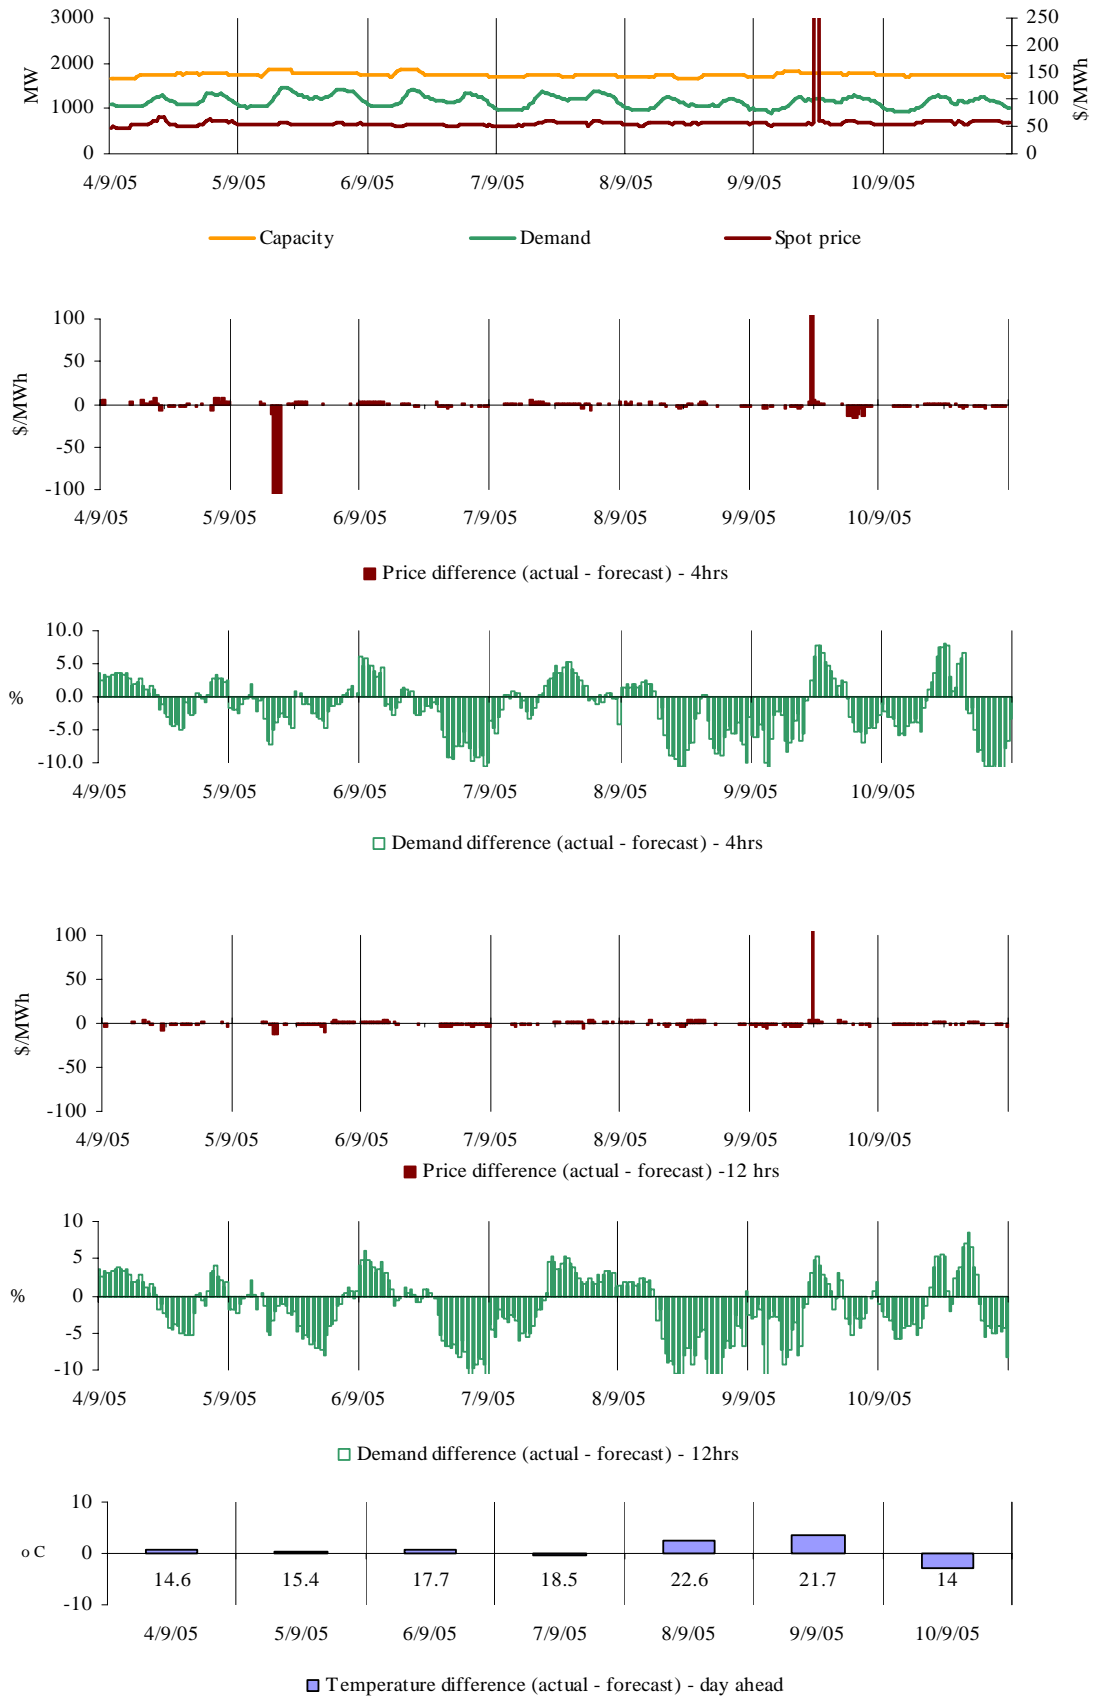 3000 250
200
2000 150
MW $/MWh
1000 100
50
0 0
4/9/05 5/9/05 6/9/05 7/9/05 8/9/05 9/9/05 10/9/05
Capacity Demand Spot price
100
50
$/MWh
0
-50
-100
4/9/05 5/9/05 6/9/05 7/9/05 8/9/05 9/9/05 10/9/05
Price difference (actual - forecast) - 4hrs
10.0
5.0
% 0.0
-5.0
-10.0
4/9/05 5/9/05 6/9/05 7/9/05 8/9/05 9/9/05 10/9/05
Demand difference (actual - forecast) - 4hrs
100
50
$/MWh
0
-50
-100
4/9/05 5/9/05 6/9/05 7/9/05 8/9/05 9/9/05 10/9/05
Price difference (actual - forecast) -12 hrs
10
5
% 0
-5
-10
4/9/05 5/9/05 6/9/05 7/9/05 8/9/05 9/9/05 10/9/05
Demand difference (actual - forecast) - 12hrs
10
o C 0
14.6 15.4 17.7 18.5 22.6 21.7 14
-10
4/9/05 5/9/05 6/9/05 7/9/05 8/9/05 9/9/05 10/9/05
Temperature difference (actual - forecast) - day ahead